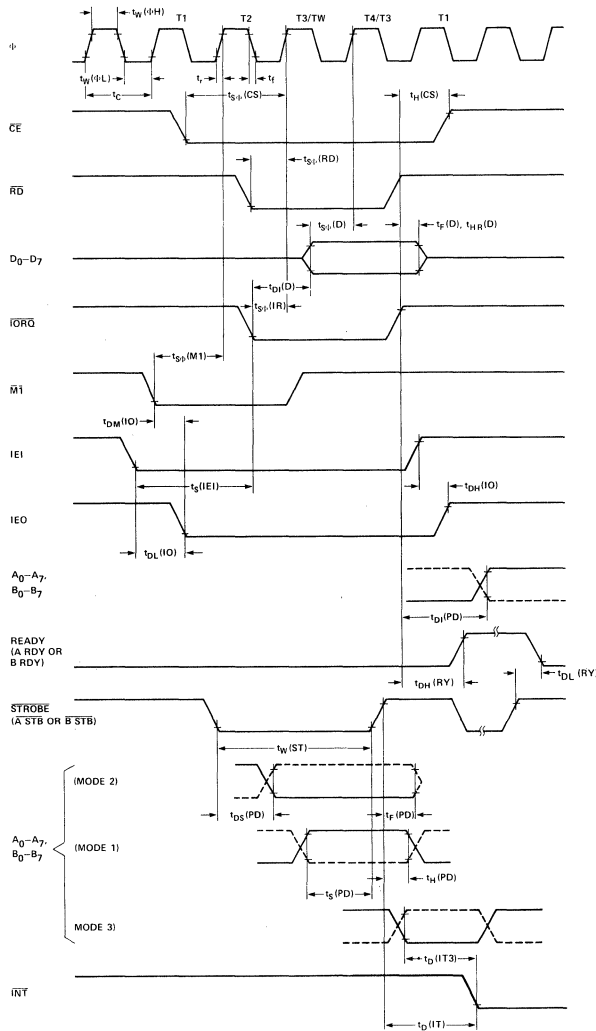 tW(ΦH)
T1 T2 T3/TW T4/T3 T1
Φ
tW(ΦL) tr tf
tC tSΦ(CS) tH(CS)
CE
tSΦ(RD)
RD
tSΦ(D) tF(D), tHR(D)
D0–D7
tDI(D)
tSΦ(IR)
IORQ
tSΦ(M1)
M1
tDM(IO)
IEI
tS(IEI) tDH(IO)
IEO
tDL(IO)
A0–A7,
B0–B7
tDI(PD)
READY
(A RDY OR
B RDY)
tDH(RY) tDL(RY)
STROBE
(A STB OR B STB)
tW(ST)
(MODE 2)
tDS(PD) tF(PD)
A0–A7,
B0–B7
(MODE 1)
tS(PD) tH(PD)
MODE 3)
tD(IT3)
INT
tD(IT)